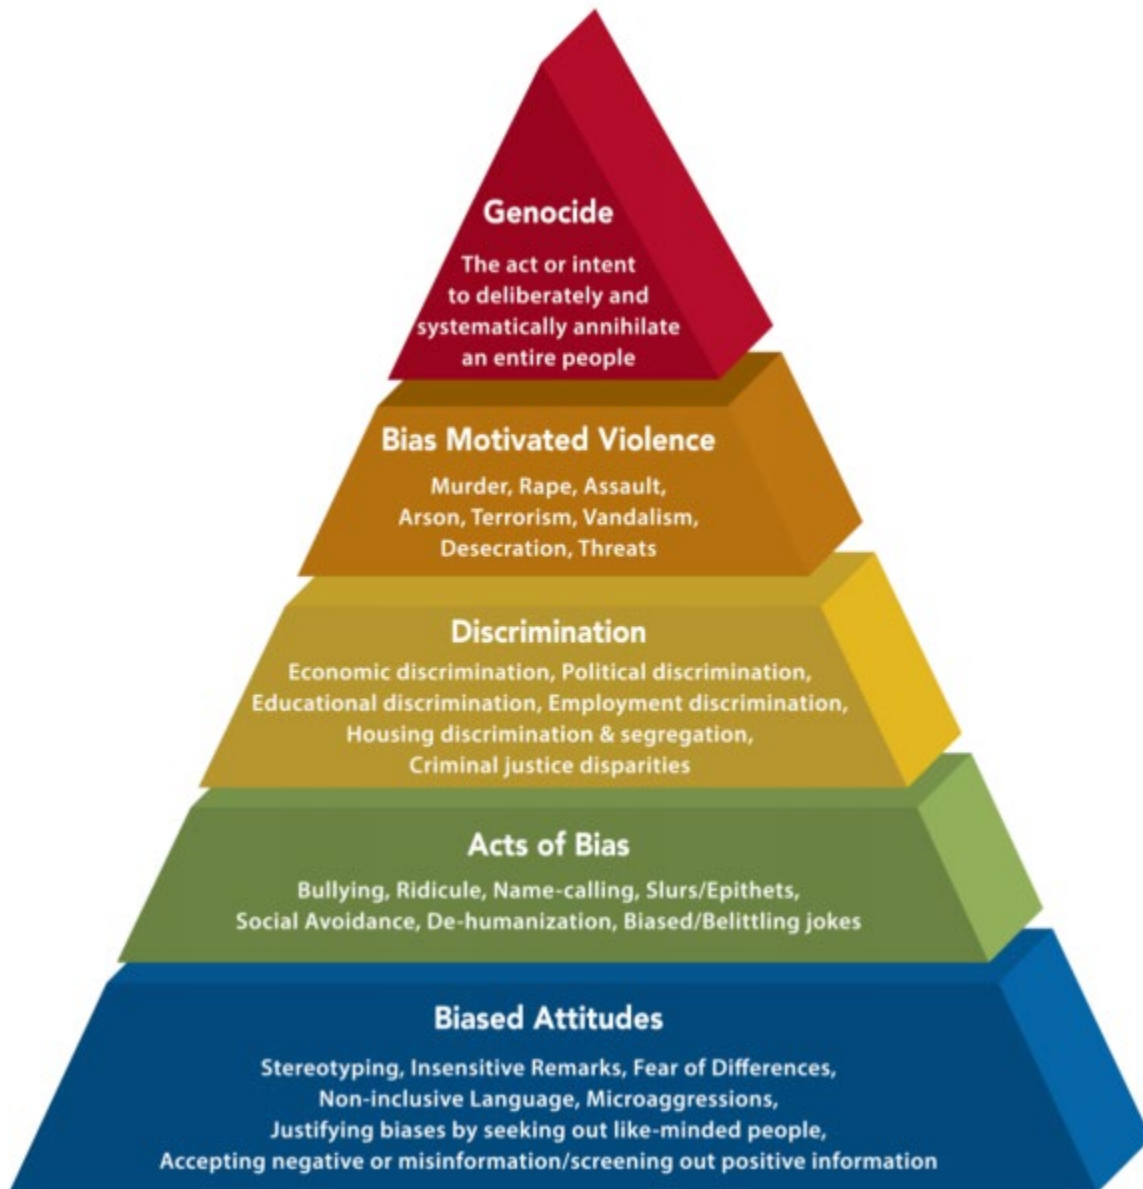 Genocide
The act or intent
to deliberately and
systematically annihilate
an entire people
Bias Motivated Violence
Murder, Rape, Assault,
Arson, Terrorism, Vandalism,
Desecration, Threats
Discrimination
Economic discrimination, Political discrimination,
Educational discrimination, Employment discrimination,
Housing discrimination & segregation,
Criminal justice disparities
Acts of Bias
Bullying, Ridicule, Name-calling, Slurs/Epithets,
Social Avoidance, De-humanization, Biased/Belittling jokes
Biased Attitudes
Stereotyping, Insensitive Remarks, Fear of Differences,
Non-inclusive Language, Microaggressions,
Justifying biases by seeking out like-minded people,
Accepting negative or misinformation/screening out positive information